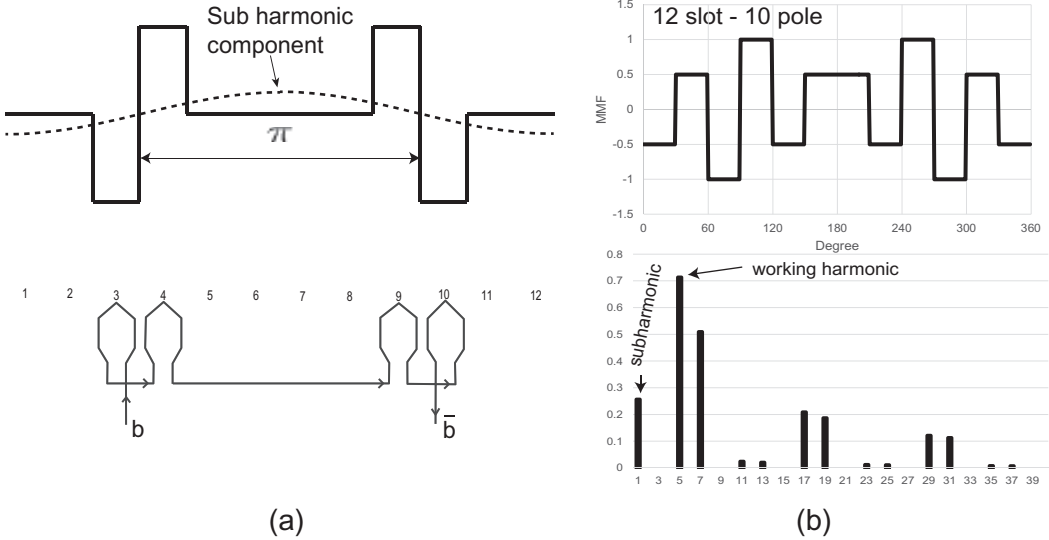 Sub harmonic
component
π
1 2 3 4 5 6 7 8 9 10 11 12
b
b̅
(a)
12 slot - 10 pole
1.5
1
0.5
0
-0.5
-1
-1.5
MMF
0 60 120 180 240 300 360
Degree
0.8
0.7
0.6
0.5
0.4
0.3
0.2
0.1
0
subharmonic
working harmonic
1 3 5 7 9 11 13 15 17 19 21 23 25 27 29 31 33 35 37 39
(b)